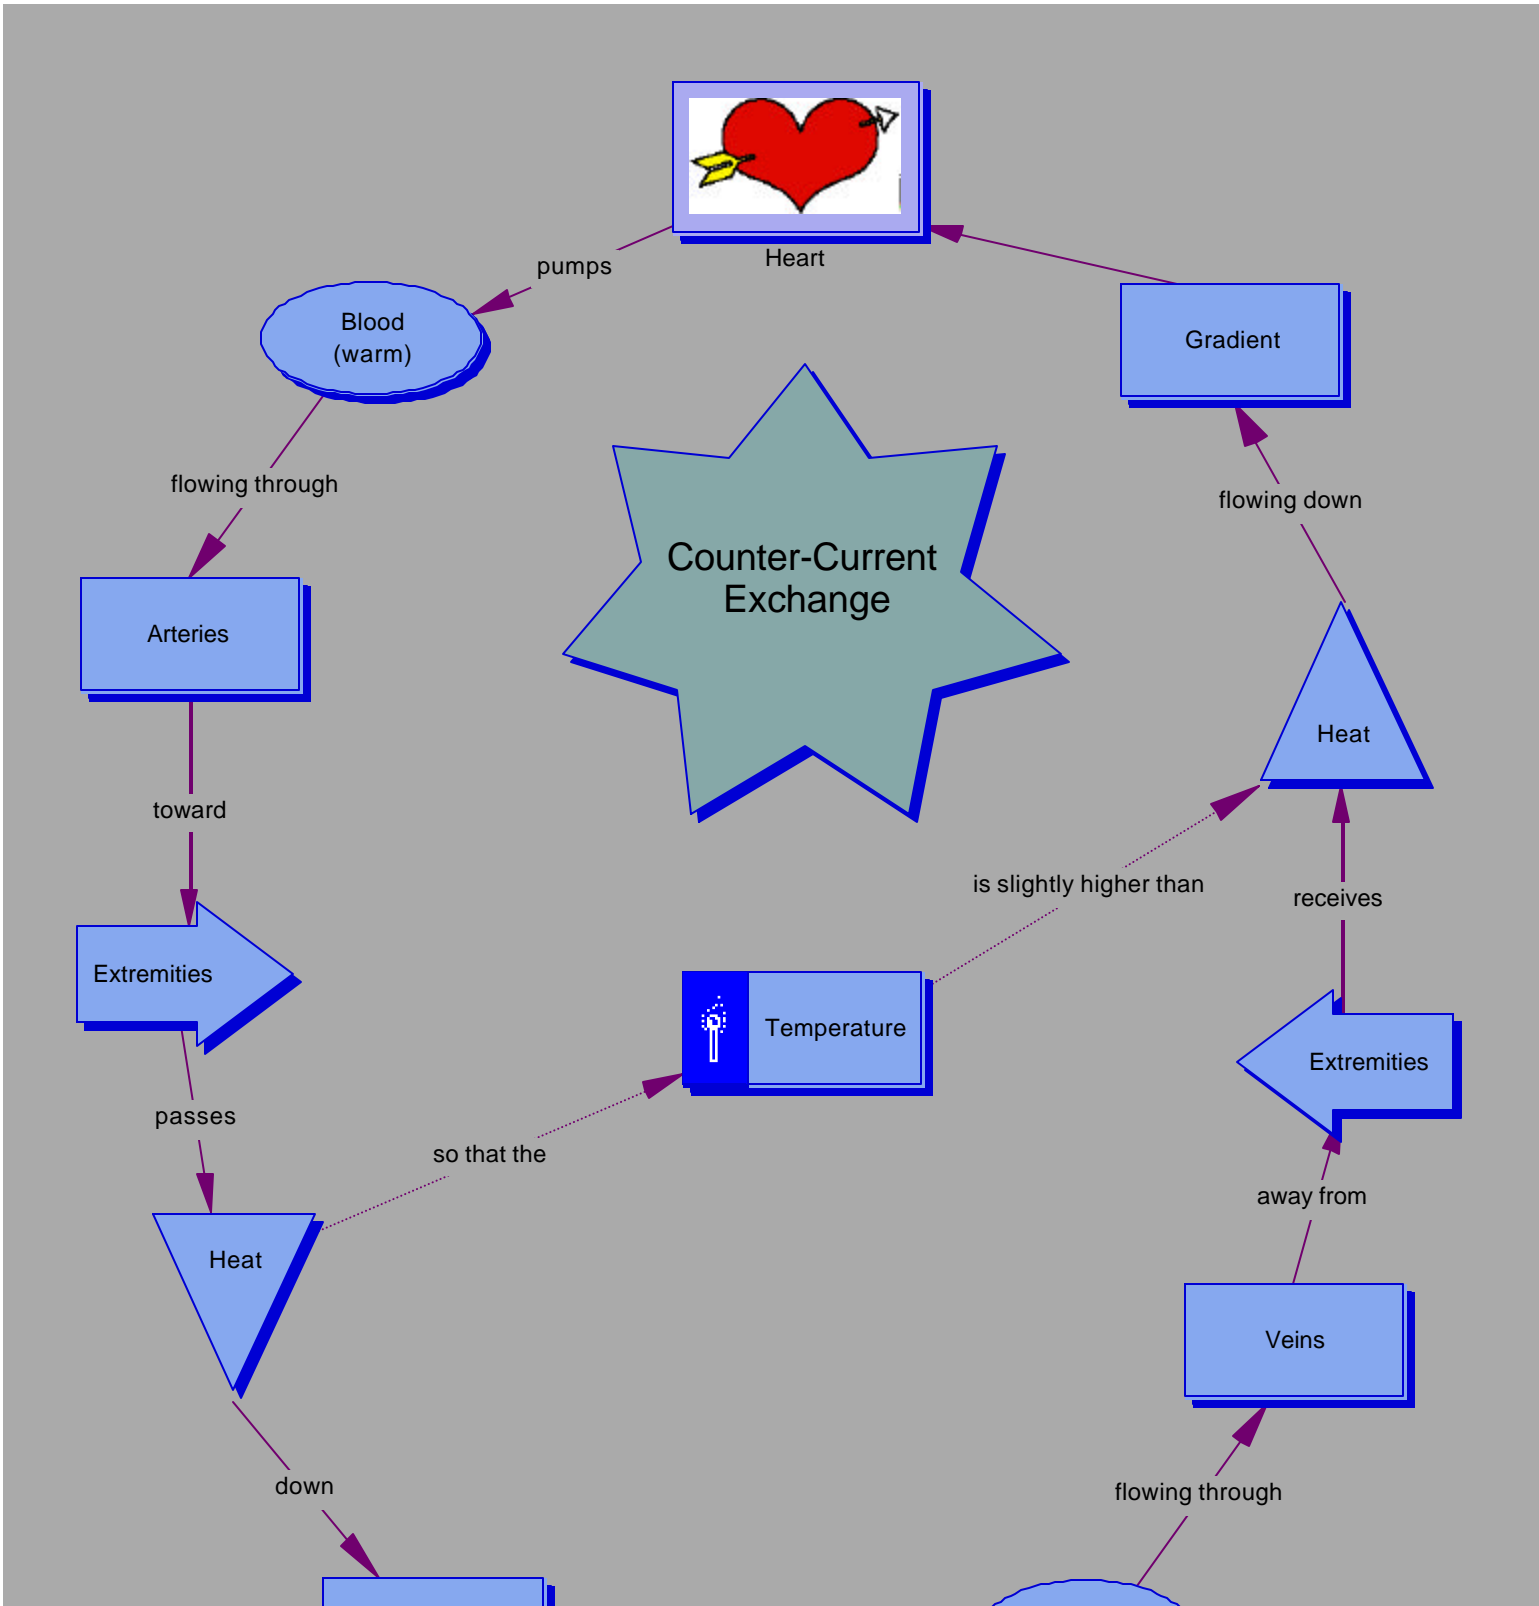 Heart
pumps
Blood
(warm)
Gradient
flowing through
flowing down
Counter-Current
Exchange
Arteries
Heat
toward
is slightly higher than
receives
Extremities
Temperature
Extremities
passes
so that the
away from
Heat
Veins
down
flowing through